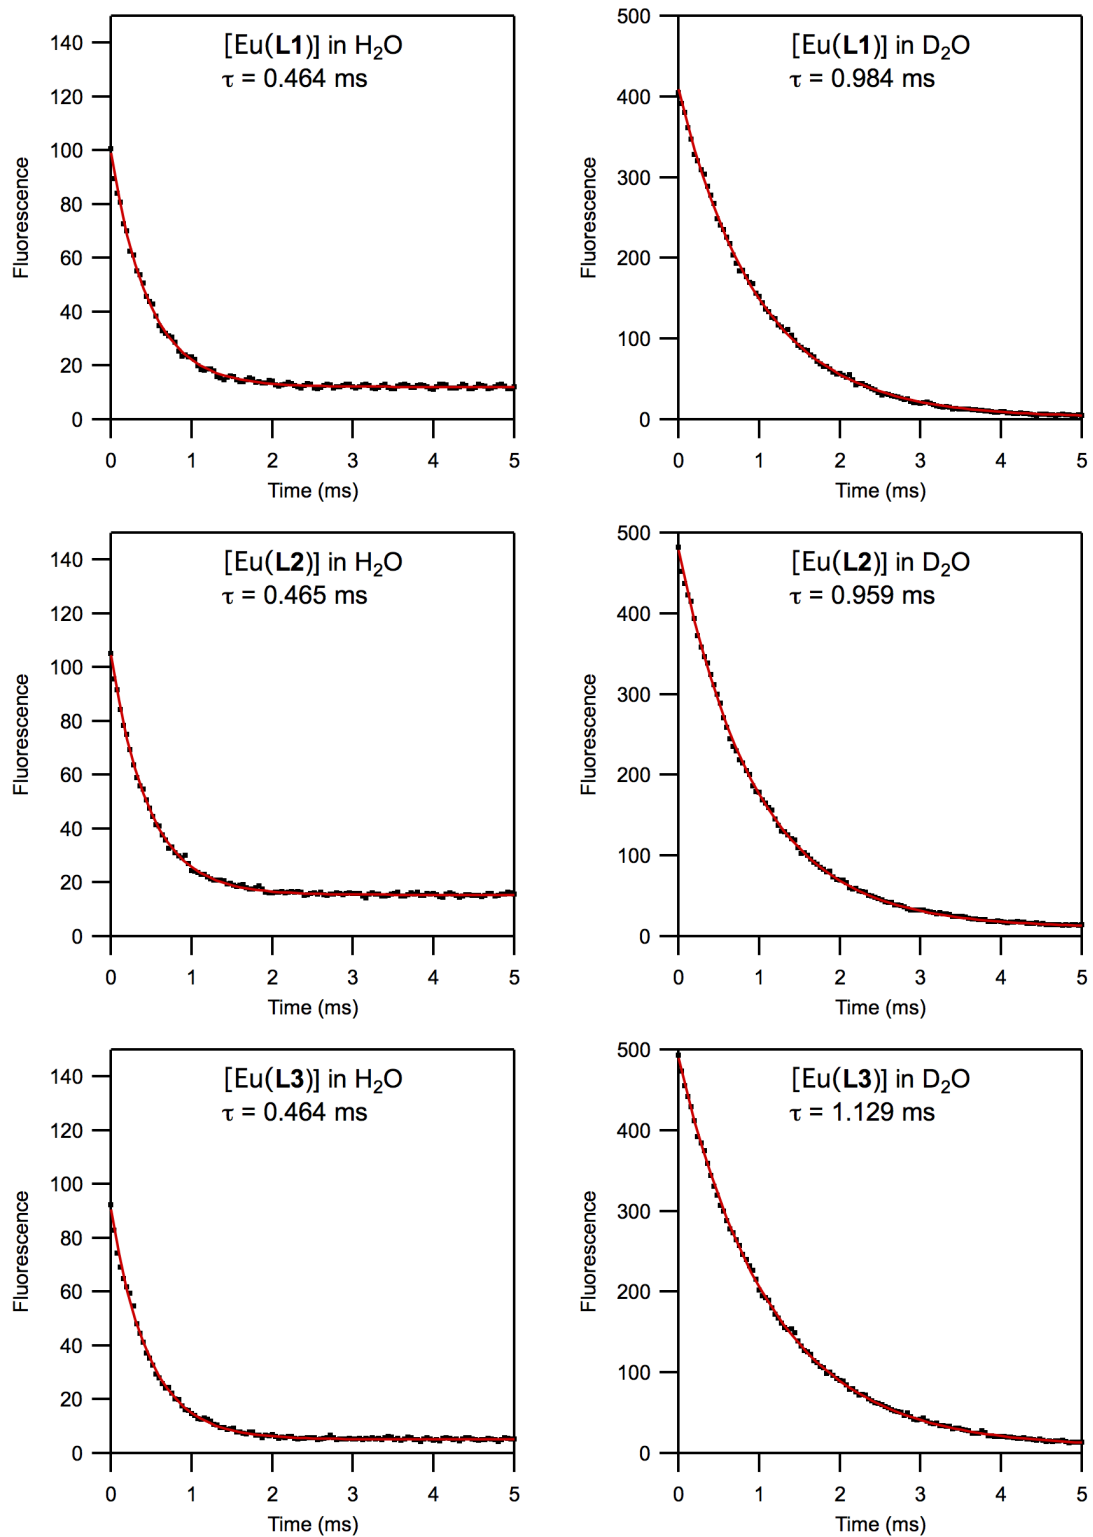 [Eu(L1)] in H₂O
τ = 0.464 ms
140
120
100
80
60
40
20
0
Fluorescence
0 1 2 3 4 5
Time (ms)
[Eu(L1)] in D₂O
τ = 0.984 ms
500
400
300
200
100
0
Fluorescence
0 1 2 3 4 5
Time (ms)
[Eu(L2)] in H₂O
τ = 0.465 ms
140
120
100
80
60
40
20
0
Fluorescence
0 1 2 3 4 5
Time (ms)
[Eu(L2)] in D₂O
τ = 0.959 ms
500
400
300
200
100
0
Fluorescence
0 1 2 3 4 5
Time (ms)
[Eu(L3)] in H₂O
τ = 0.464 ms
140
120
100
80
60
40
20
0
Fluorescence
0 1 2 3 4 5
Time (ms)
[Eu(L3)] in D₂O
τ = 1.129 ms
500
400
300
200
100
0
Fluorescence
0 1 2 3 4 5
Time (ms)